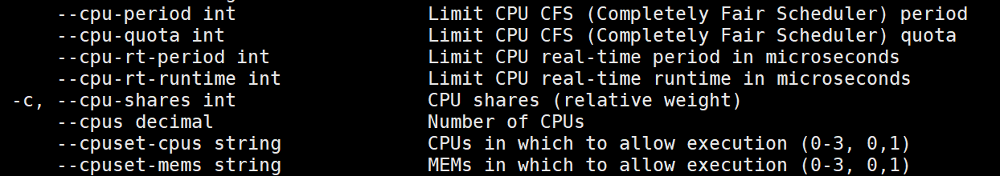 --cpu-period int                 Limit CPU CFS (Completely Fair Scheduler) period
--cpu-quota int                  Limit CPU CFS (Completely Fair Scheduler) quota
--cpu-rt-period int              Limit CPU real-time period in microseconds
--cpu-rt-runtime int             Limit CPU real-time runtime in microseconds
-c, --cpu-shares int                 CPU shares (relative weight)
--cpus decimal                   Number of CPUs
--cpuset-cpus string             CPUs in which to allow execution (0-3, 0,1)
--cpuset-mems string             MEMs in which to allow execution (0-3, 0,1)